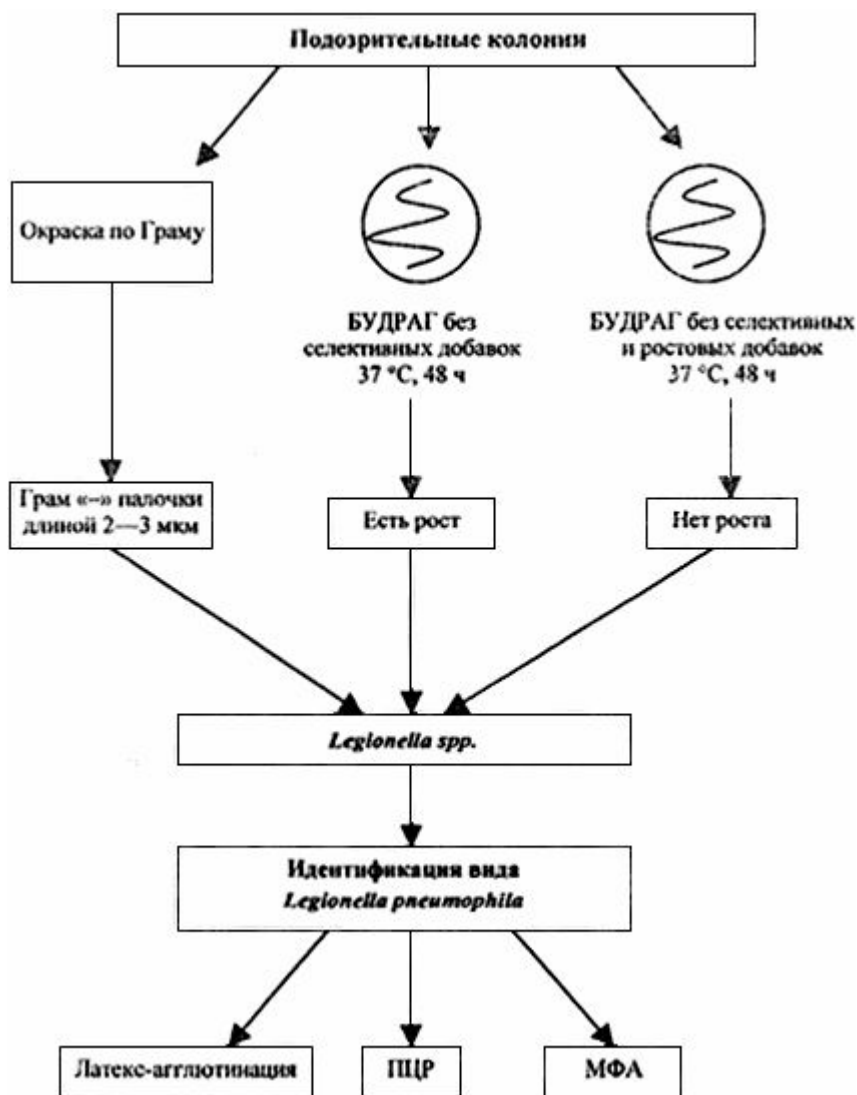 Подозрительные колонии
Окраска по Граму
БУДРАГ без
селективных добавок
37 °С, 48 ч
БУДРАГ без селективных
и ростовых добавок
37 °С, 48 ч
Грам «–» палочки
длиной 2—3 мкм
Есть рост
Нет роста
Legionella spp.
Идентификация вида
Legionella pneumophila
Латекс-агглютинация
ПЦР
МФА